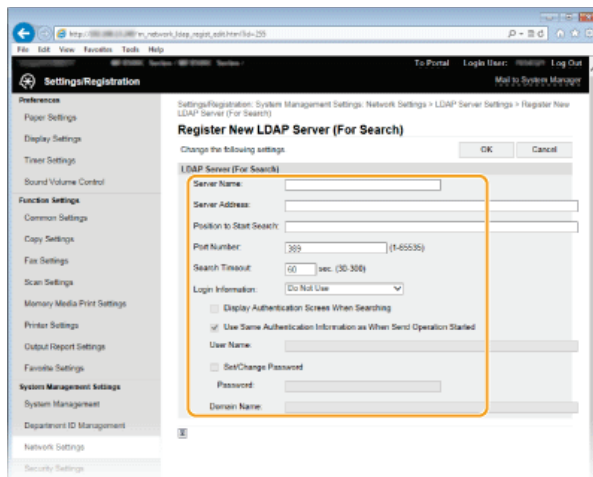 m_network_ldap_regist_edit.html?id=255
File Edit View Favorites Tools Help
To Portal Login User: Log Out
Settings/Registration
Mail to System Manager
Preferences
Paper Settings
Display Settings
Timer Settings
Sound Volume Control
Function Settings
Common Settings
Copy Settings
Fax Settings
Scan Settings
Memory Media Print Settings
Printer Settings
Output Report Settings
Favorite Settings
System Management Settings
System Management
Department ID Management
Network Settings
Security Settings
Settings/Registration: System Management Settings: Network Settings > LDAP Server Settings > Register New
LDAP Server (For Search)
Register New LDAP Server (For Search)
Change the following settings
OK Cancel
LDAP Server (For Search)
Server Name:
Server Address:
Position to Start Search:
Port Number: 389 (1-65535)
Search Timeout: 60 sec. (30-300)
Login Information: Do Not Use
Display Authentication Screen When Searching
Use Same Authentication Information as When Send Operation Started
User Name:
Set/Change Password
Password:
Domain Name: